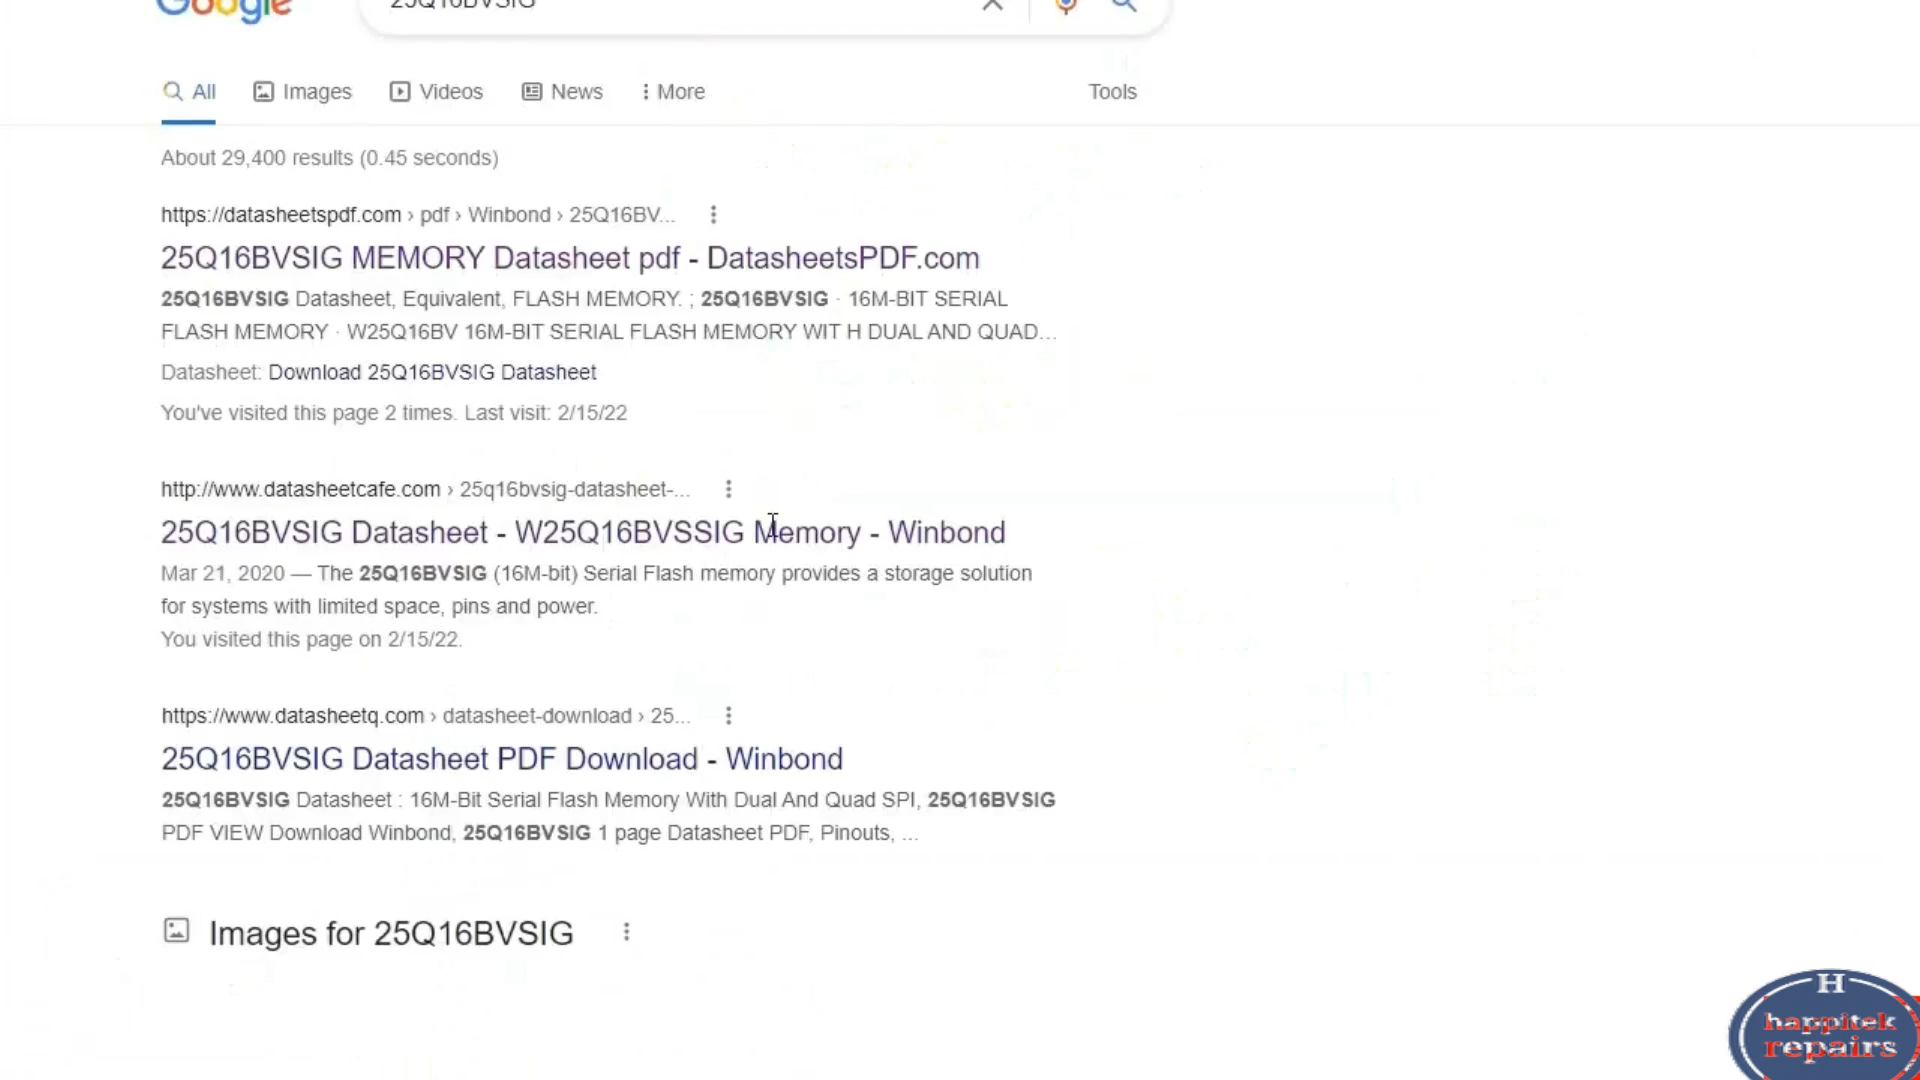 Google
25Q16BVSIG
All Images Videos News More Tools
About 29,400 results (0.45 seconds)
https://datasheetspdf.com › pdf › Winbond › 25Q16BV...
25Q16BVSIG MEMORY Datasheet pdf - DatasheetsPDF.com
25Q16BVSIG Datasheet, Equivalent, FLASH MEMORY. ; 25Q16BVSIG · 16M-BIT SERIAL
FLASH MEMORY · W25Q16BV 16M-BIT SERIAL FLASH MEMORY WIT H DUAL AND QUAD...
Datasheet: Download 25Q16BVSIG Datasheet
You've visited this page 2 times. Last visit: 2/15/22
http://www.datasheetcafe.com › 25q16bvsig-datasheet-...
25Q16BVSIG Datasheet - W25Q16BVSSIG Memory - Winbond
Mar 21, 2020 — The 25Q16BVSIG (16M-bit) Serial Flash memory provides a storage solution
for systems with limited space, pins and power.
You visited this page on 2/15/22.
https://www.datasheetq.com › datasheet-download › 25...
25Q16BVSIG Datasheet PDF Download - Winbond
25Q16BVSIG Datasheet : 16M-Bit Serial Flash Memory With Dual And Quad SPI, 25Q16BVSIG
PDF VIEW Download Winbond, 25Q16BVSIG 1 page Datasheet PDF, Pinouts, ...
Images for 25Q16BVSIG
H
happitek
repairs